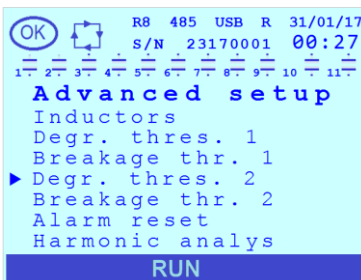 OK R8 485 USB R 31/01/17
S/N 23170001 00:27
1 2 3 4 5 6 7 8 9 10 11
Advanced setup
Inductors
Degr. thres. 1
Breakage thr. 1
Degr. thres. 2
Breakage thr. 2
Alarm reset
Harmonic analys
RUN